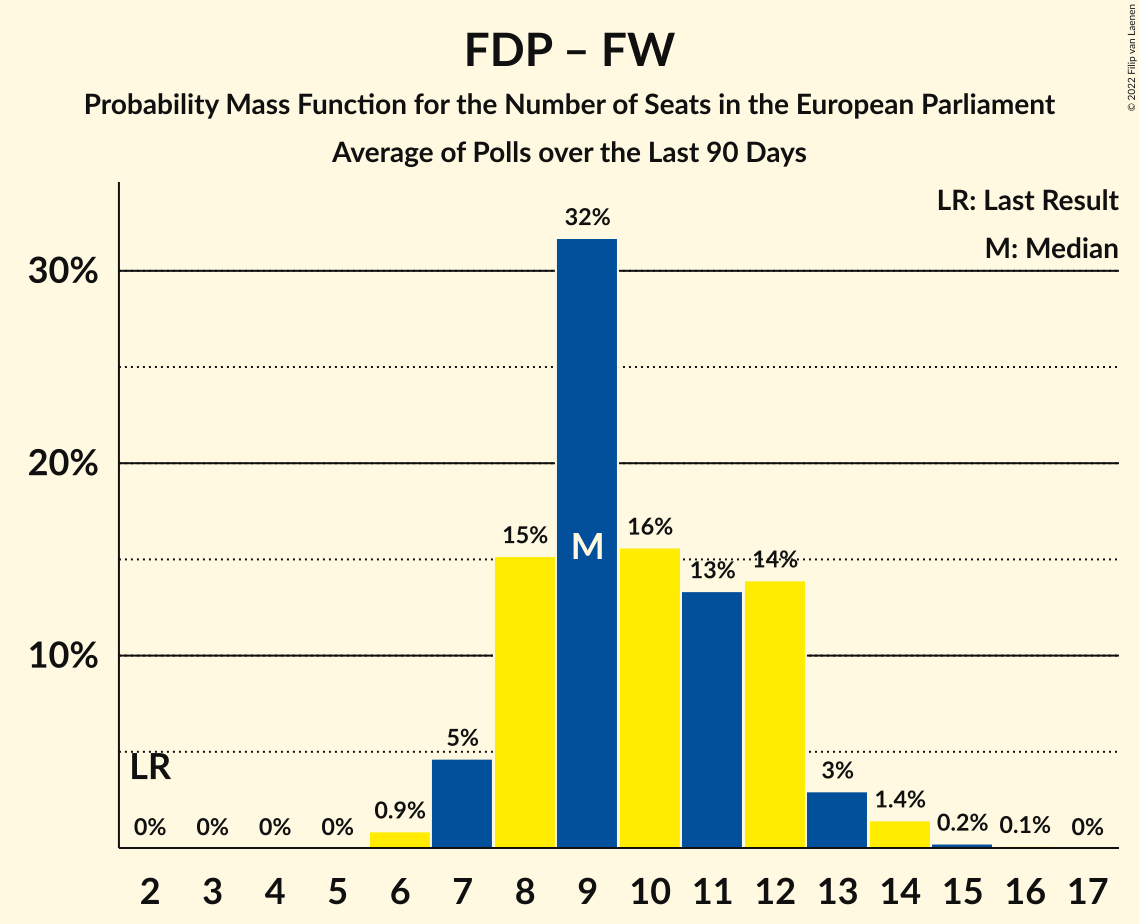 FDP – FW
Probability Mass Function for the Number of Seats in the European Parliament
Average of Polls over the Last 90 Days
© 2022 Filip van Laenen
LR: Last Result
M: Median
30%
20%
10%
0% 0% 0% 0% 0.9% 5% 15% 32% 16% 13% 14% 3% 1.4% 0.2% 0.1% 0%
LR
M
2 3 4 5 6 7 8 9 10 11 12 13 14 15 16 17